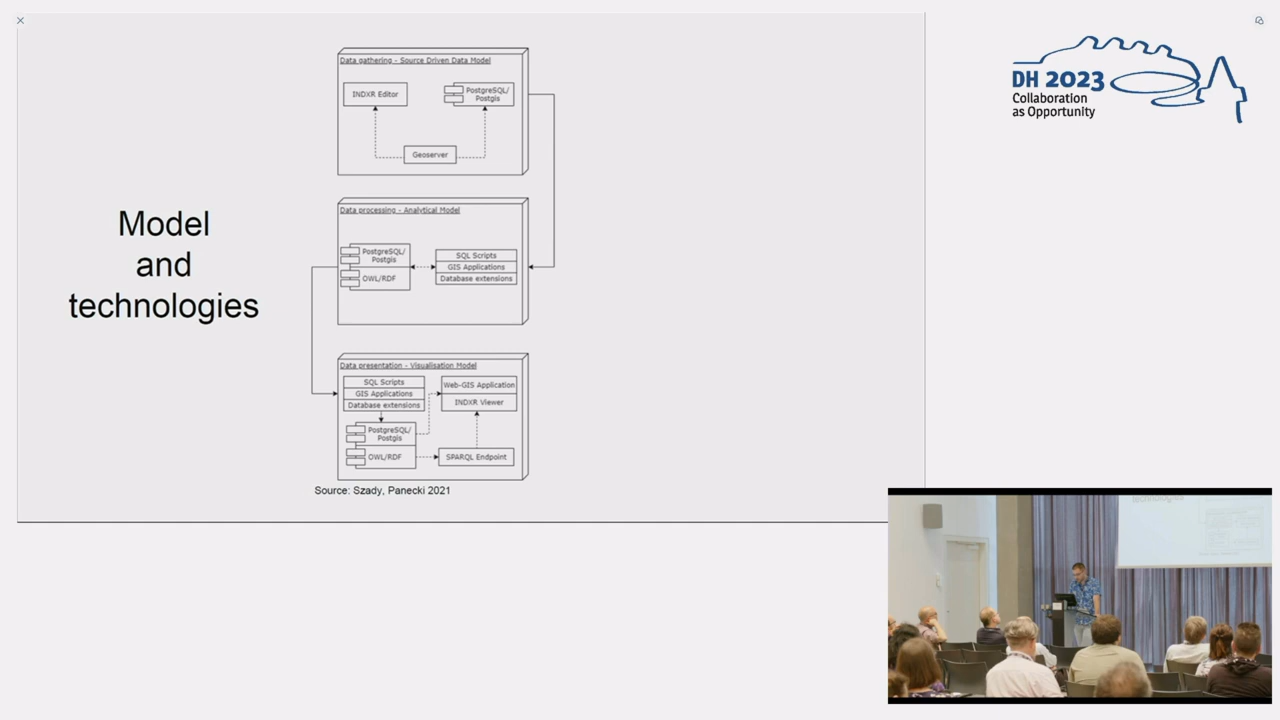 DH 2023
Collaboration
as Opportunity
Model
and
technologies
Data gathering - Source Driven Data Model
INDXR Editor
PostgreSQL/
Postgis
Geoserver
Data processing - Analytical Model
PostgreSQL/
Postgis
OWL/RDF
SQL Scripts
GIS Applications
Database extensions
Data presentation - Visualisation Model
SQL Scripts
GIS Applications
Database extensions
Web-GIS Application
INDXR Viewer
PostgreSQL/
Postgis
OWL/RDF
SPARQL Endpoint
Source: Szady, Panecki 2021
technologies